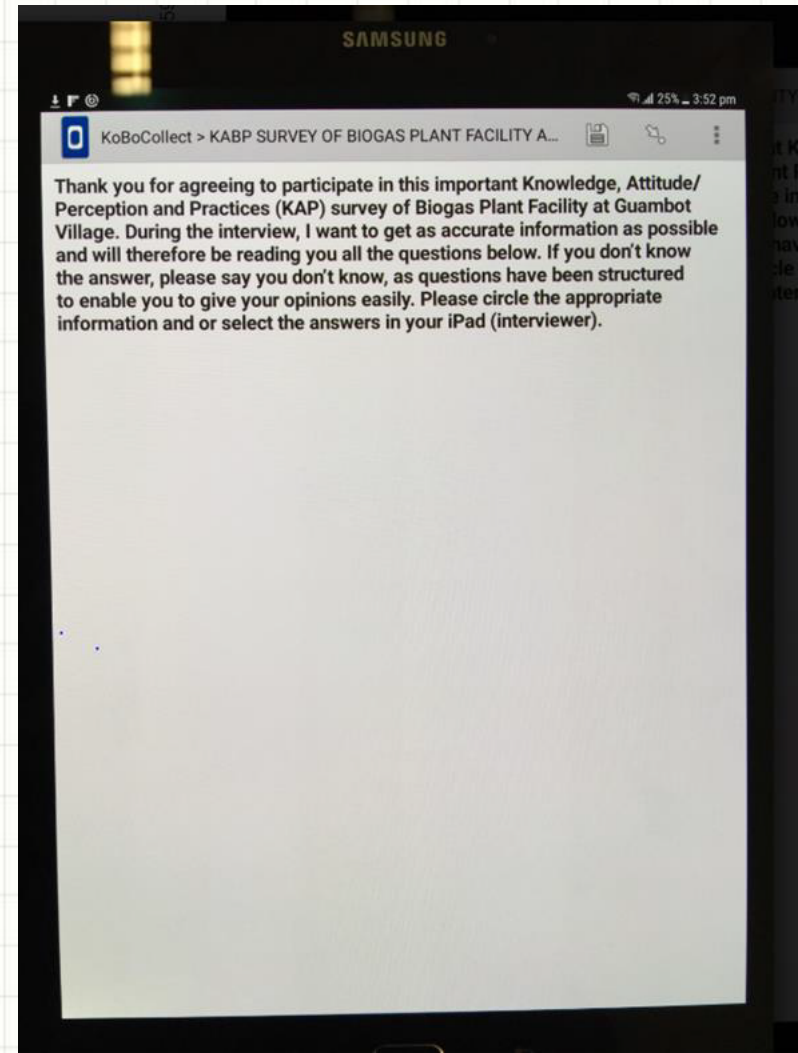 SAMSUNG
25% 3:52 pm
KoBoCollect > KABP SURVEY OF BIOGAS PLANT FACILITY A...
Thank you for agreeing to participate in this important Knowledge, Attitude/
Perception and Practices (KAP) survey of Biogas Plant Facility at Guambot
Village. During the interview, I want to get as accurate information as possible
and will therefore be reading you all the questions below. If you don't know
the answer, please say you don't know, as questions have been structured
to enable you to give your opinions easily. Please circle the appropriate
information and or select the answers in your iPad (interviewer).